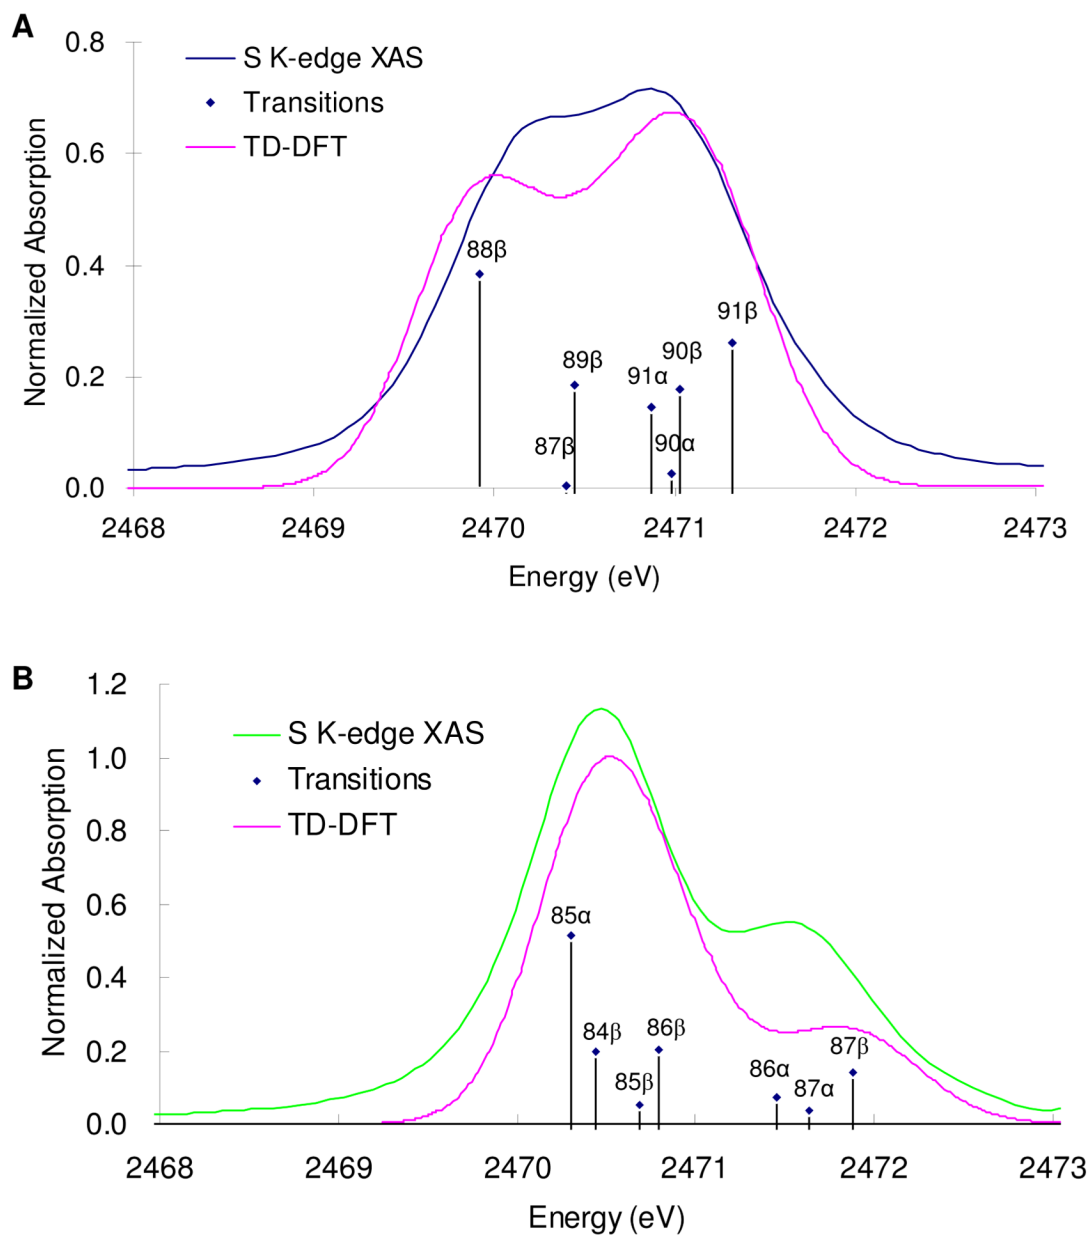 A
0.8
S K-edge XAS
Transitions
TD-DFT
0.6
0.4
0.2
0.0
Normalized Absorption
88β
87β
89β
91α
90α
90β
91β
2468 2469 2470 2471 2472 2473
Energy (eV)
B
1.2
S K-edge XAS
Transitions
TD-DFT
1.0
0.8
0.6
0.4
0.2
0.0
Normalized Absorption
85α
84β
85β
86β
86α
87α
87β
2468 2469 2470 2471 2472 2473
Energy (eV)